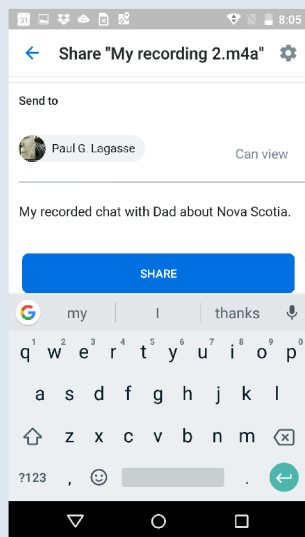 31 8:05
Share "My recording 2.m4a"
Send to
Paul G. Lagasse
Can view
My recorded chat with Dad about Nova Scotia.
SHARE
G my I thanks
1 2 3 4 5 6 7 8 9 0
q w e r t y u i o p
a s d f g h j k l
z x c v b n m
?123 , .